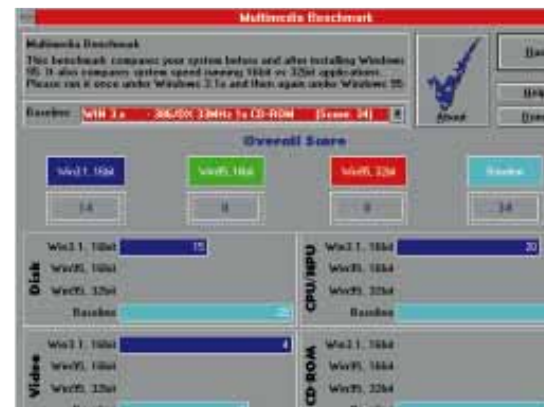 Multimedia Benchmark
Multimedia Benchmark
This benchmark compares your system before and after installing Windows
95. It also compares system speed running 16bit vs 32bit applications.
Please run it once under Windows 3.1x and then again under Windows 95
About
Baseline: WIN 3.x - 386/DX 33MHz 1x CD-ROM (Score: 34)
Overall Score
Win3.1, 16bit
Win95, 16bit
Win95, 32bit
Baseline
14
0
0
34
Disk
Win3.1, 16bit 15
Win95, 16bit
Win95, 32bit
Baseline
CPU/MPU
Win3.1, 16bit 20
Win95, 16bit
Win95, 32bit
Baseline
Video
Win3.1, 16bit 4
Win95, 16bit
Win95, 32bit
Baseline
CD-ROM
Win3.1, 16bit
Win95, 16bit
Win95, 32bit